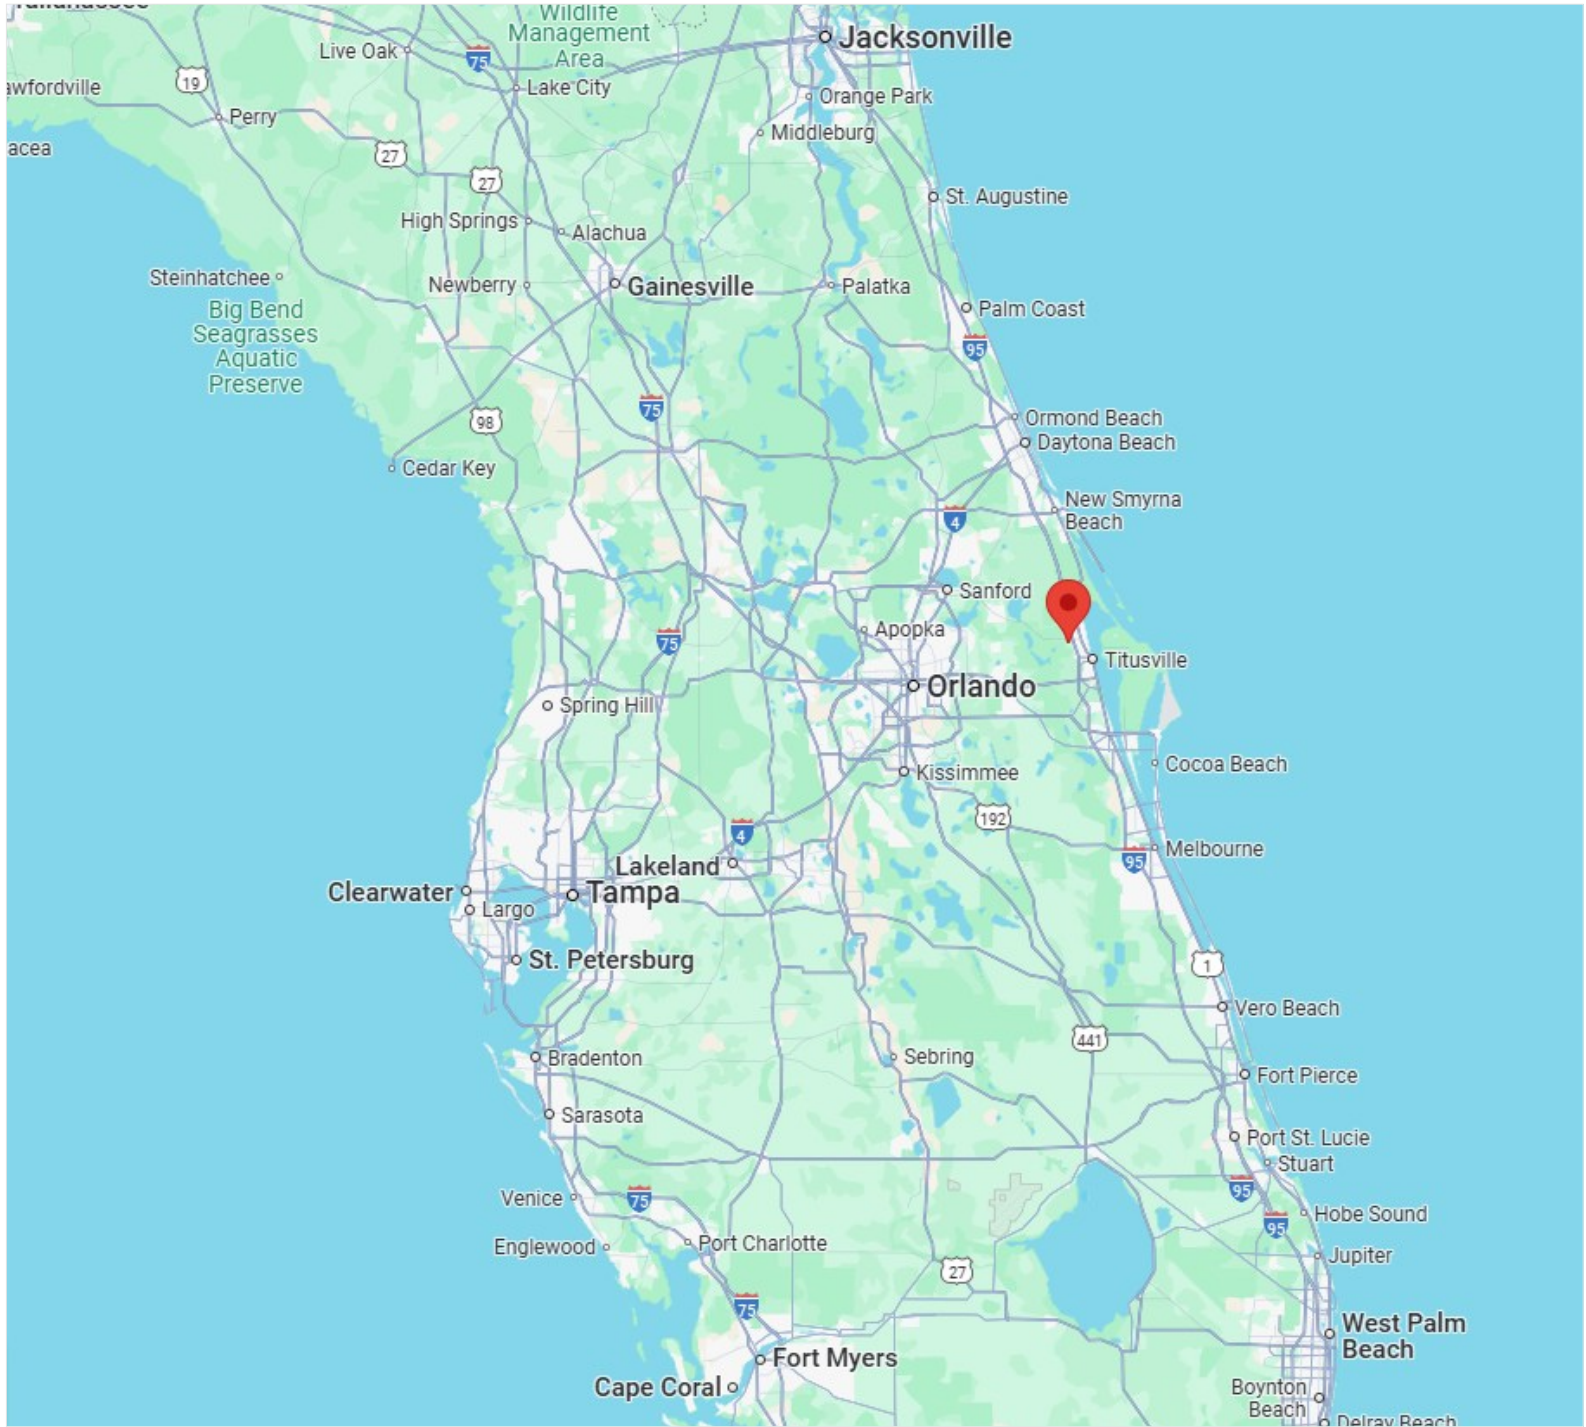 Tallahassee
Wildlife
Management
Area
Jacksonville
Live Oak
75
19
Lake City
awfordville
Orange Park
Perry
Middleburg
acea
27
27
St. Augustine
High Springs
Alachua
Steinhatchee
Newberry
Gainesville
Palatka
Big Bend
Seagrasses
Aquatic
Preserve
Palm Coast
95
75
98
Ormond Beach
Daytona Beach
Cedar Key
New Smyrna
Beach
4
Sanford
Apopka
75
Titusville
Orlando
Spring Hill
Cocoa Beach
Kissimmee
192
4
Melbourne
95
Lakeland
Clearwater
Tampa
Largo
St. Petersburg
1
Vero Beach
441
Bradenton
Sebring
Fort Pierce
Sarasota
Port St. Lucie
Stuart
Venice
75
95
Hobe Sound
95
Englewood
Port Charlotte
Jupiter
27
75
West Palm
Beach
Fort Myers
Cape Coral
Boynton
Beach
Delray Beach